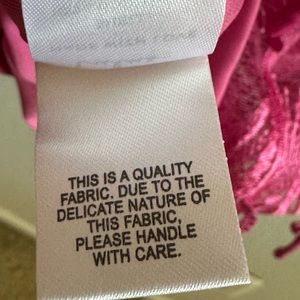 THIS IS A QUALITY
FABRIC. DUE TO THE
DELICATE NATURE OF
THIS FABRIC,
PLEASE HANDLE
WITH CARE.